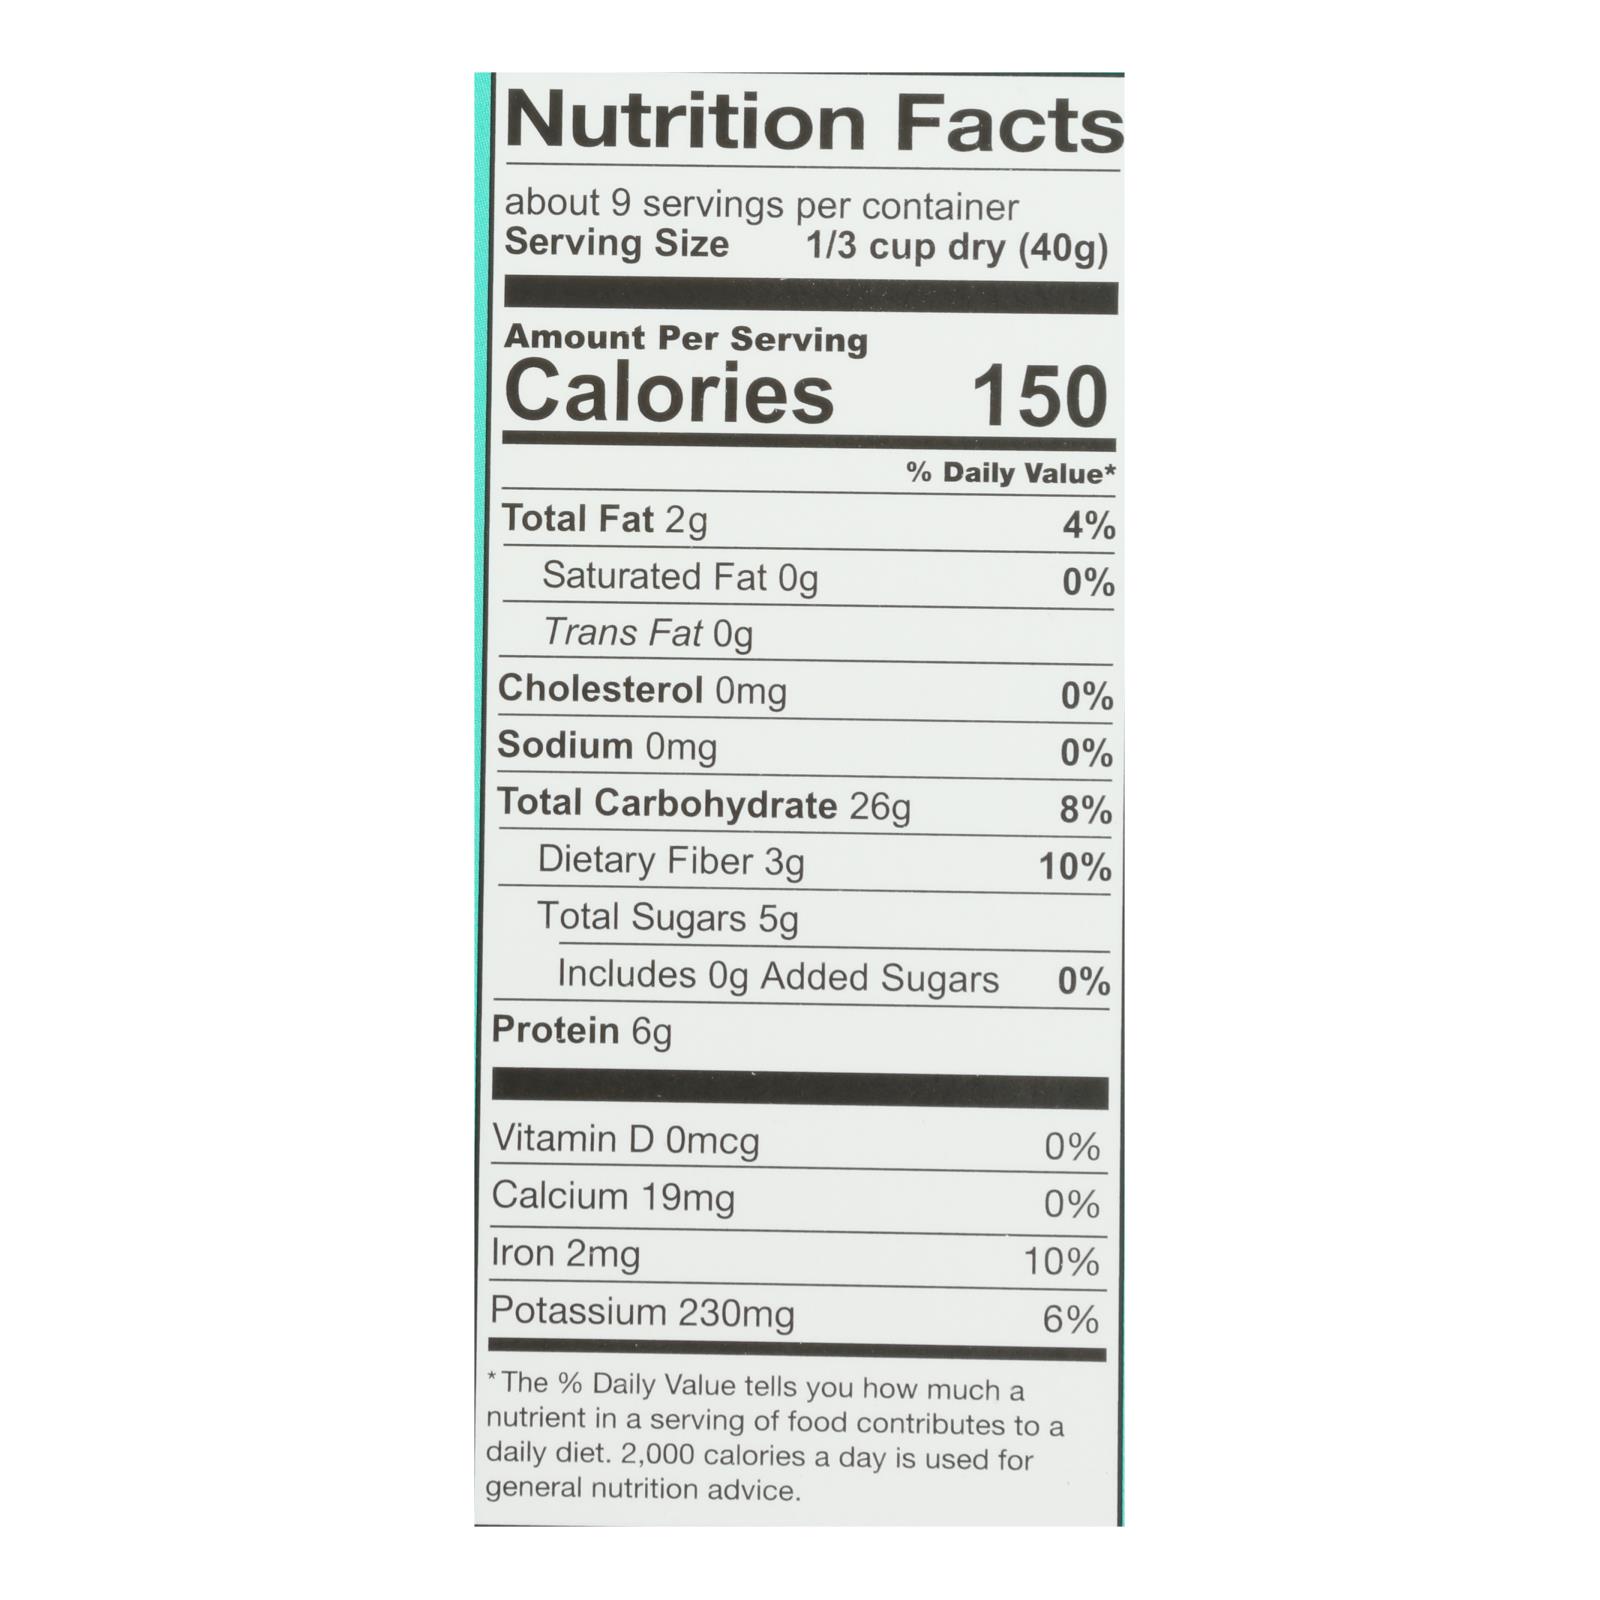 Nutrition Facts
about 9 servings per container
Serving Size 1/3 cup dry (40g)
Amount Per Serving
Calories 150
% Daily Value*
Total Fat 2g 4%
Saturated Fat 0g 0%
Trans Fat 0g
Cholesterol 0mg 0%
Sodium 0mg 0%
Total Carbohydrate 26g 8%
Dietary Fiber 3g 10%
Total Sugars 5g
Includes 0g Added Sugars 0%
Protein 6g
Vitamin D 0mcg 0%
Calcium 19mg 0%
Iron 2mg 10%
Potassium 230mg 6%
*The % Daily Value tells you how much a
nutrient in a serving of food contributes to a
daily diet. 2,000 calories a day is used for
general nutrition advice.